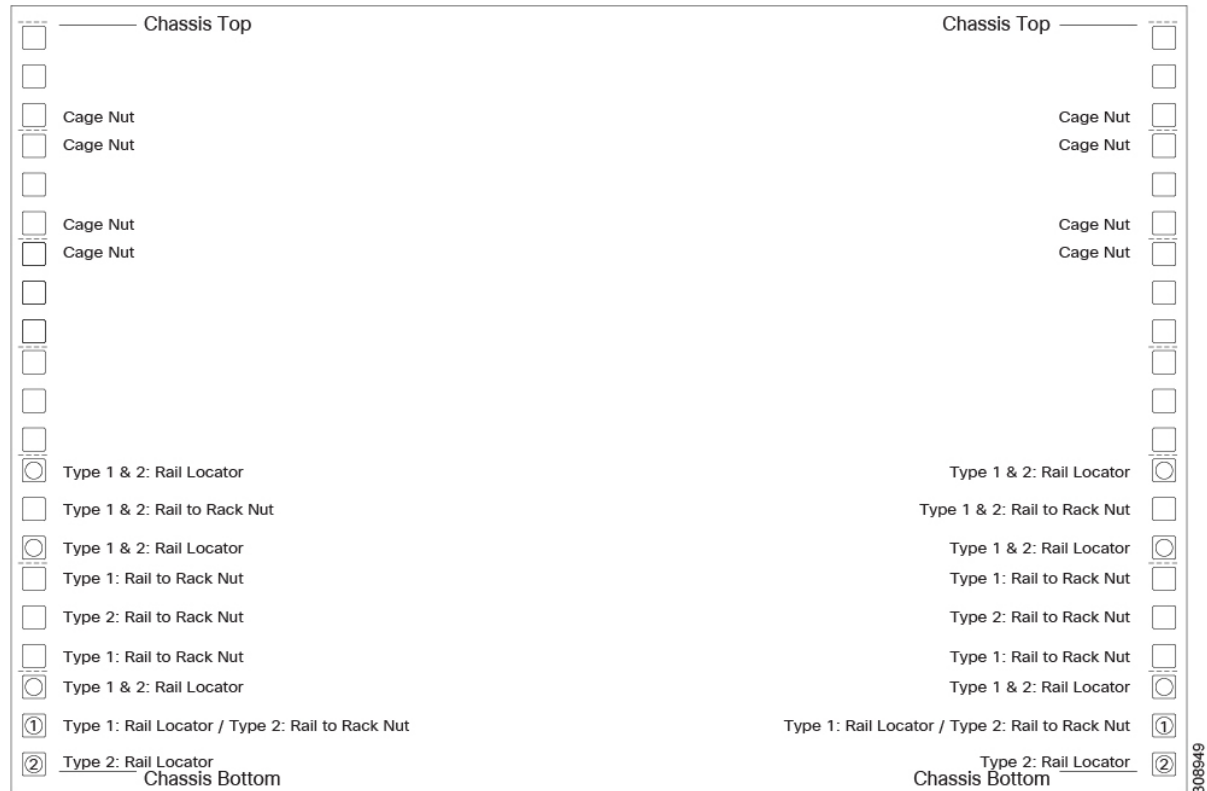 Chassis Top Chassis Top
Cage Nut Cage Nut
Cage Nut Cage Nut
Cage Nut Cage Nut
Cage Nut Cage Nut
Type 1 & 2: Rail Locator Type 1 & 2: Rail Locator
Type 1 & 2: Rail to Rack Nut Type 1 & 2: Rail to Rack Nut
Type 1 & 2: Rail Locator Type 1 & 2: Rail Locator
Type 1: Rail to Rack Nut Type 1: Rail to Rack Nut
Type 2: Rail to Rack Nut Type 2: Rail to Rack Nut
Type 1: Rail to Rack Nut Type 1: Rail to Rack Nut
Type 1 & 2: Rail Locator Type 1 & 2: Rail Locator
1 Type 1: Rail Locator / Type 2: Rail to Rack Nut Type 1: Rail Locator / Type 2: Rail to Rack Nut 1
2 Type 2: Rail Locator Type 2: Rail Locator 2
Chassis Bottom Chassis Bottom
308949